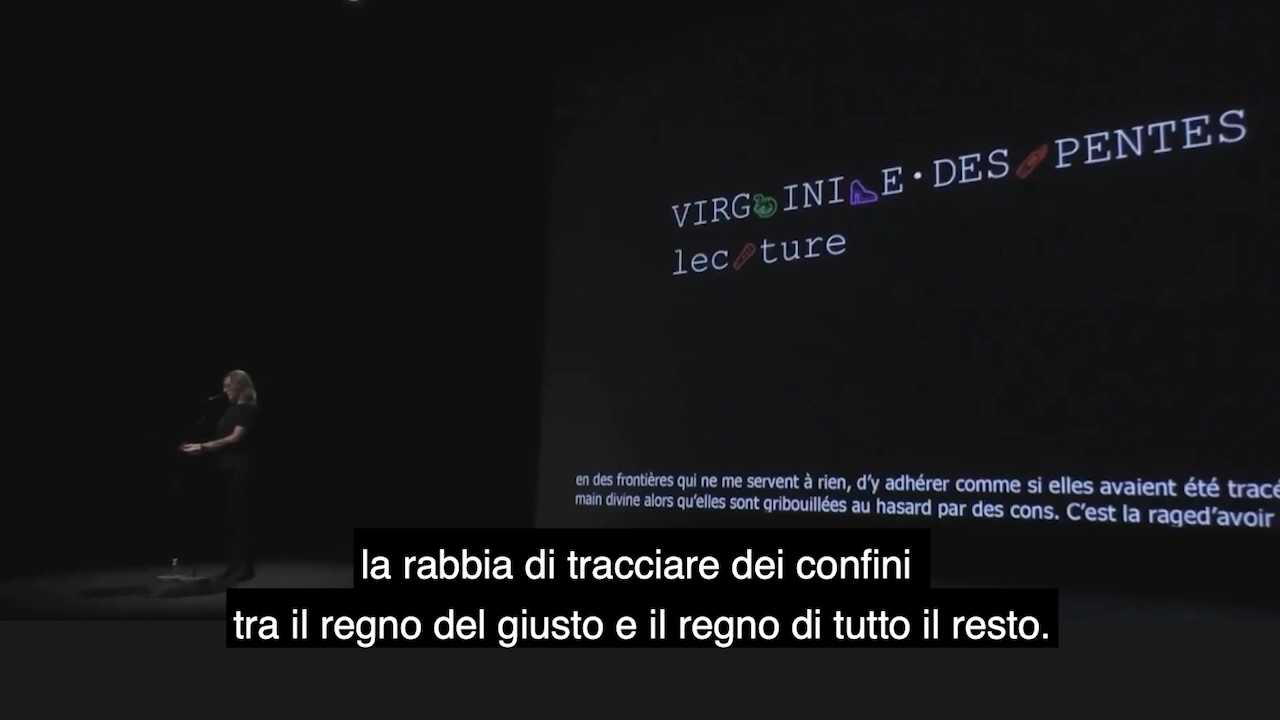 VIRGINIE·DESPENTES
lecture
en des frontières qui ne me servent à rien, d'y adhérer comme si elles avaient été tracé
main divine alors qu'elles sont gribouillées au hasard par des cons. C'est la raged'avoir
la rabbia di tracciare dei confini
tra il regno del giusto e il regno di tutto il resto.